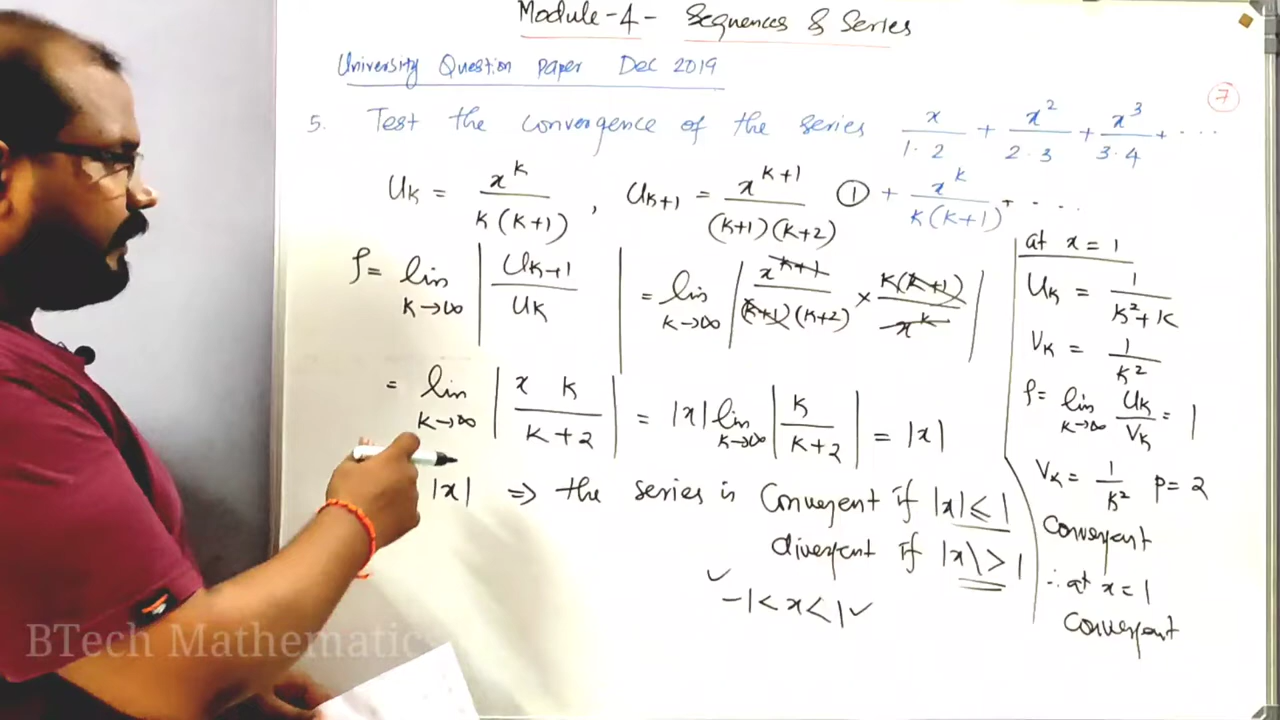 Module-4- Sequences & Series
University Question paper Dec 2019
7
5. Test the convergence of the series x/1·2 + x²/2·3 + x³/3·4 + ...
Uk = x^k/k(k+1) , Uk+1 = x^(k+1)/(k+1)(k+2) ① + x^k/k(k+1) + ....
ρ = lim k→∞ |Uk+1/Uk| = lim k→∞ |x^(k+1)/(k+1)(k+2) × k(k+1)/x^k|
= lim k→∞ |x k/k+2| = |x| lim k→∞ |k/k+2| = |x|
|x| ⇒ the series is Convergent if |x| ≤ 1
divergent if |x| > 1
✓ -1 < x < 1 ✓
at x = 1
Uk = 1/k²+k
Vk = 1/k²
ρ = lim k→∞ Uk/Vk = 1
Vk = 1/k² p = 2
Convergent
∴ at x = 1
Convergent
BTech Mathematics